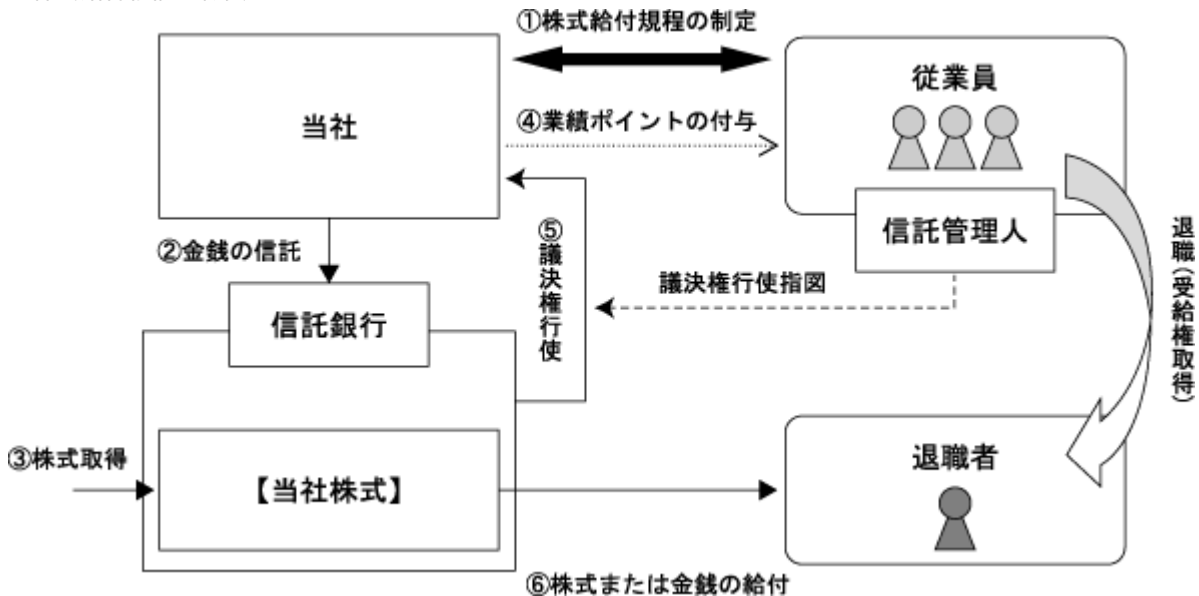 ①株式給付規程の制定
当社
従業員
④業績ポイントの付与
信託管理人
②金銭の信託
⑤議決権行使
議決権行使指図
退職(受給権取得)
信託銀行
③株式取得
【当社株式】
退職者
⑥株式または金銭の給付